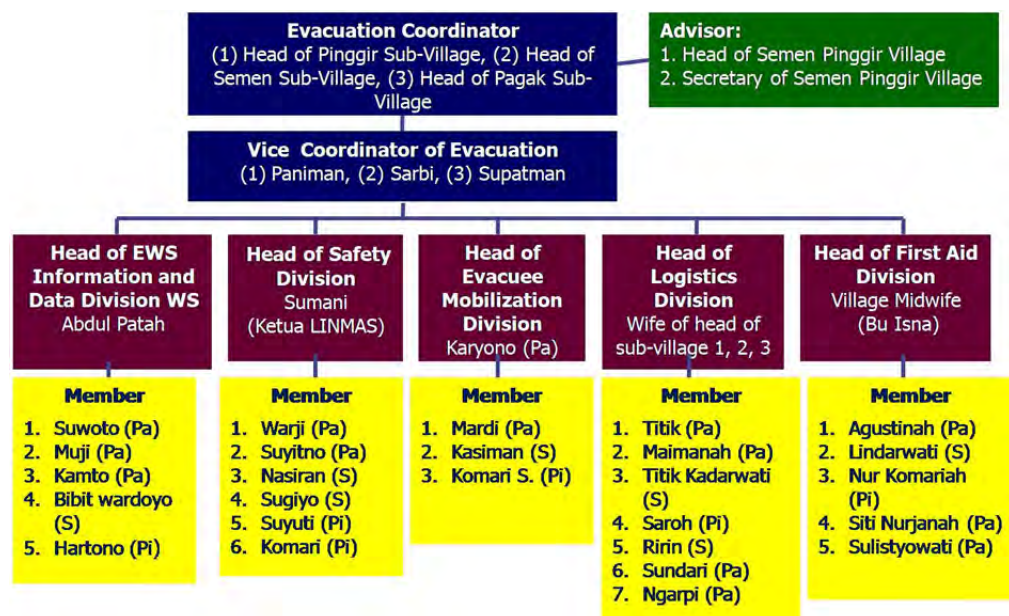 Evacuation Coordinator
(1) Head of Pinggir Sub-Village, (2) Head of
Semen Sub-Village, (3) Head of Pagak Sub-
Village
Advisor:
1. Head of Semen Pinggir Village
2. Secretary of Semen Pinggir Village
Vice Coordinator of Evacuation
(1) Paniman, (2) Sarbi, (3) Supatman
Head of EWS
Information and
Data Division WS
Abdul Patah
Head of Safety
Division
Sumani
(Ketua LINMAS)
Head of
Evacuee
Mobilization
Division
Karyono (Pa)
Head of
Logistics
Division
Wife of head of
sub-village 1, 2, 3
Head of First Aid
Division
Village Midwife
(Bu Isna)
Member
1. Suwoto (Pa)
2. Muji (Pa)
3. Kamto (Pa)
4. Bibit wardoyo
(S)
5. Hartono (Pi)
Member
1. Warji (Pa)
2. Suyitno (Pa)
3. Nasiran (S)
4. Sugiyo (S)
5. Suyuti (Pi)
6. Komari (Pi)
Member
1. Mardi (Pa)
2. Kasiman (S)
3. Komari S. (Pi)
Member
1. Titik (Pa)
2. Maimanah (Pa)
3. Titik Kadarwati
(S)
4. Saroh (Pi)
5. Ririn (S)
6. Sundari (Pa)
7. Ngarpi (Pa)
Member
1. Agustinah (Pa)
2. Lindarwati (S)
3. Nur Komariah
(Pi)
4. Siti Nurjanah (Pa)
5. Sulistyowati (Pa)